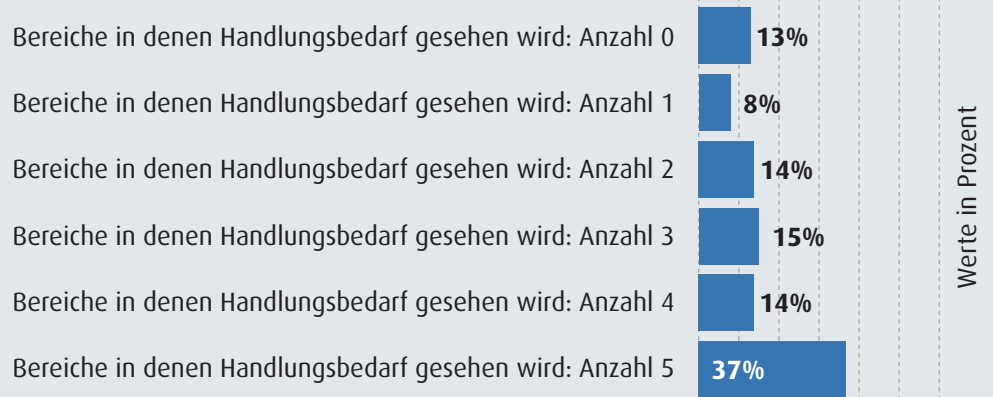 Bereiche in denen Handlungsbedarf gesehen wird: Anzahl 0 13%
Bereiche in denen Handlungsbedarf gesehen wird: Anzahl 1 8%
Bereiche in denen Handlungsbedarf gesehen wird: Anzahl 2 14%
Bereiche in denen Handlungsbedarf gesehen wird: Anzahl 3 15%
Bereiche in denen Handlungsbedarf gesehen wird: Anzahl 4 14%
Bereiche in denen Handlungsbedarf gesehen wird: Anzahl 5 37%
Werte in Prozent